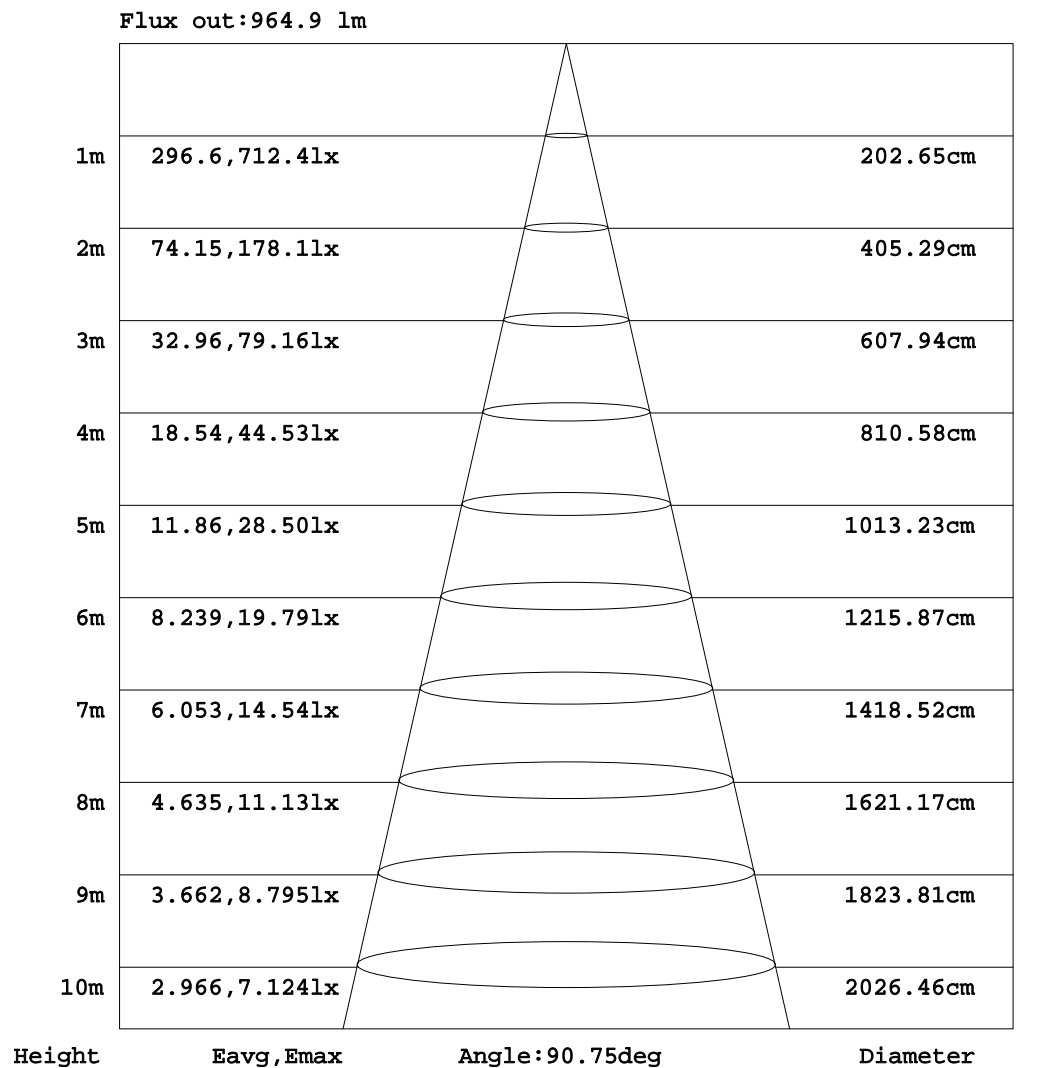 Flux out:964.9 lm
1m 296.6,712.4lx 202.65cm
2m 74.15,178.1lx 405.29cm
3m 32.96,79.16lx 607.94cm
4m 18.54,44.53lx 810.58cm
5m 11.86,28.50lx 1013.23cm
6m 8.239,19.79lx 1215.87cm
7m 6.053,14.54lx 1418.52cm
8m 4.635,11.13lx 1621.17cm
9m 3.662,8.795lx 1823.81cm
10m 2.966,7.124lx 2026.46cm
Height Eavg,Emax Angle:90.75deg Diameter